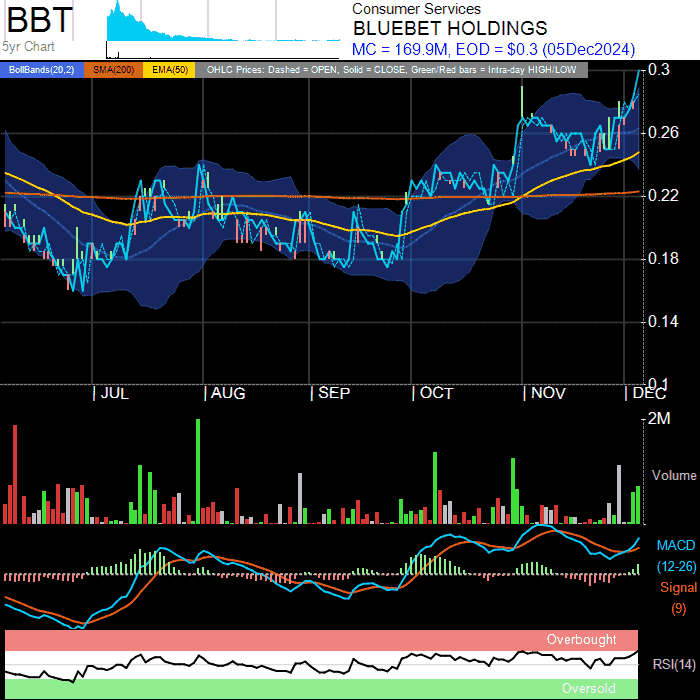 BBT
5yr Chart
Consumer Services
BLUEBET HOLDINGS
MC = 169.9M, EOD = $0.3 (05Dec2024)
BollBands(20,2) SMA(200) EMA(50) OHLC Prices: Dashed = OPEN, Solid = CLOSE, Green/Red bars = Intra-day HIGH/LOW
0.3
0.26
0.22
0.18
0.14
0.1
JUL AUG SEP OCT NOV DEC
2M
Volume
MACD
(12-26)
Signal
(9)
Overbought
RSI(14)
Oversold